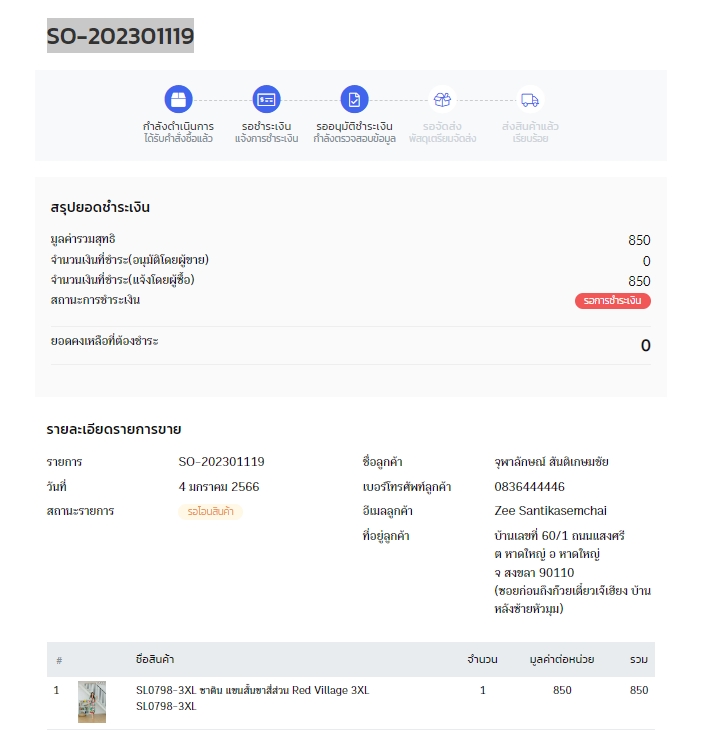 SO-202301119
กำลังดำเนินการ
ได้รับคำสั่งซื้อแล้ว
รอชำระเงิน
แจ้งการชำระเงิน
รออนุมัติชำระเงิน
กำลังตรวจสอบข้อมูล
รอจัดส่ง
พัสดุเตรียมจัดส่ง
ส่งสินค้าแล้ว
เรียบร้อย
สรุปยอดชำระเงิน
มูลค่ารวมสุทธิ 850
จำนวนเงินที่ชำระ(อนุมัติโดยผู้ขาย) 0
จำนวนเงินที่ชำระ(แจ้งโดยผู้ซื้อ) 850
สถานะการชำระเงิน รอการชำระเงิน
ยอดคงเหลือที่ต้องชำระ 0
รายละเอียดรายการขาย
รายการ SO-202301119
วันที่ 4 มกราคม 2566
สถานะรายการ รอโอนสินค้า
ชื่อลูกค้า จุพาลักษณ์ สันติเกษมชัย
เบอร์โทรศัพท์ลูกค้า 0836444446
อีเมลลูกค้า Zee Santikasemchai
ที่อยู่ลูกค้า บ้านเลขที่ 60/1 ถนนแสงศรี
ต หาดใหญ่ อ หาดใหญ่
จ สงขลา 90110
(ซอยก่อนถึงก๊วยเตี๋ยวเจ๊เฮียง บ้าน
หลังซ้ายหัวมุม)
# ชื่อสินค้า จำนวน มูลค่าต่อหน่วย รวม
1 SL0798-3XL ซาติน แขนสั้นขาสี่ส่วน Red Village 3XL 1 850 850
SL0798-3XL